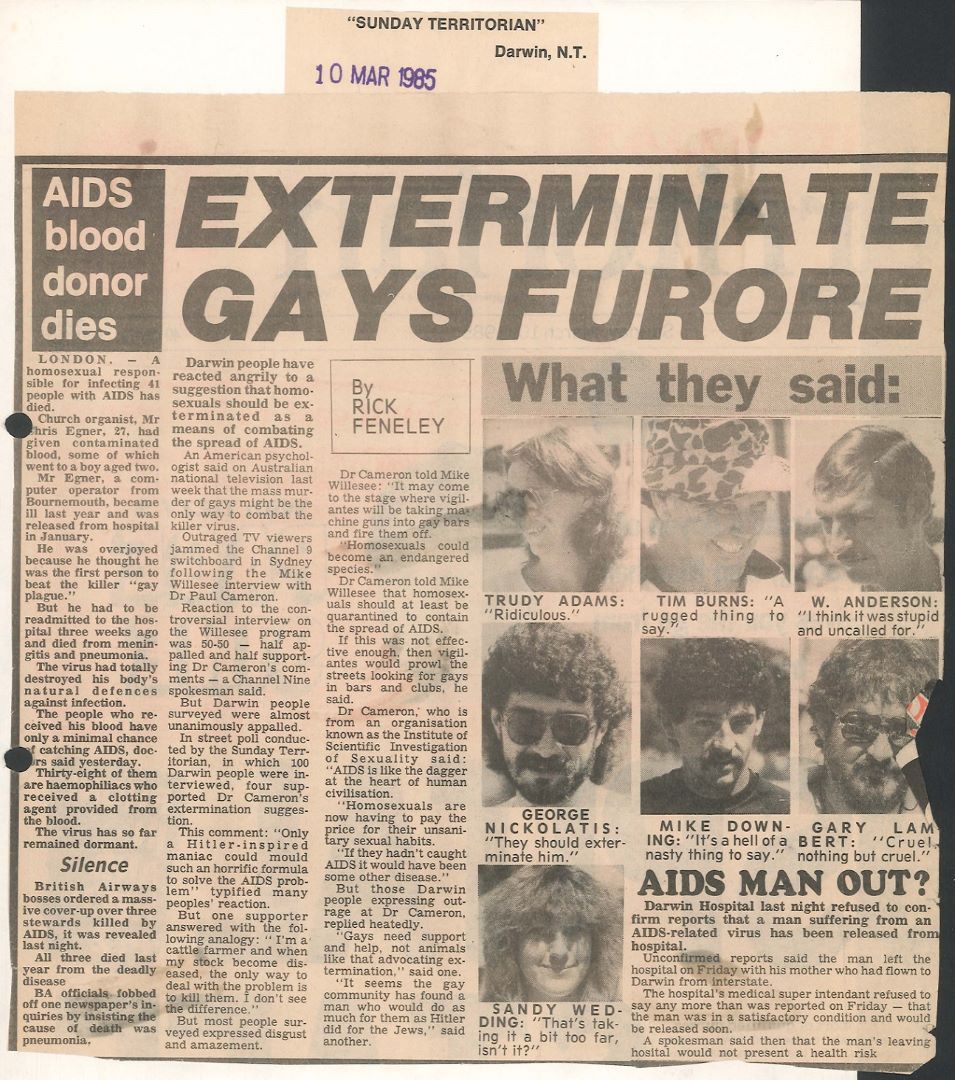 "SUNDAY TERRITORIAN"
Darwin, N.T.
10 MAR 1985
AIDS
blood
donor
dies
EXTERMINATE
GAYS FURORE
LONDON. — A
homosexual respon-
sible for infecting 41
people with AIDS has
died.
Church organist, Mr
Chris Egner, 27, had
given contaminated
blood, some of which
went to a boy aged two.
Mr Egner, a com-
puter operator from
Bournemouth, became
ill last year and was
released from hospital
in January.
He was overjoyed
because he thought he
was the first person to
beat the killer "gay
plague."
But he had to be
readmitted to the hos-
pital three weeks ago
and died from menin-
gitis and pneumonia.
The virus had totally
destroyed his body's
natural defences
against infection.
The people who re-
ceived his blood have
only a minimal chance
of catching AIDS, doc-
tors said yesterday.
Thirty-eight of them
are haemophiliacs who
received a clotting
agent provided from
the blood.
The virus has so far
remained dormant.
Silence
British Airways
bosses ordered a mass-
ive cover-up over three
stewards killed by
AIDS, it was revealed
last night.
All three died last
year from the deadly
disease
BA officials fobbed
off one newspaper's in-
quiries by insisting the
cause of death was
pneumonia.
Darwin people have
reacted angrily to a
suggestion that homo-
sexuals should be ex-
terminated as a
means of combating
the spread of AIDS.
An American psychol-
ogist said on Australian
national television last
week that the mass mur-
der of gays might be the
only way to combat the
killer virus.
Outraged TV viewers
jammed the Channel 9
switchboard in Sydney
following the Mike
Willesee interview with
Dr Paul Cameron.
Reaction to the con-
troversial interview on
the Willesee program
was 50-50 — half ap-
palled and half support-
ing Dr Cameron's com-
ments — a Channel Nine
spokesman said.
But Darwin people
surveyed were almost
unanimously appalled.
In street poll conduc-
ted by the Sunday Terr-
itorian, in which 100
Darwin people were in-
terviewed, four sup-
ported Dr Cameron's
extermination sugges-
tion.
This comment: "Only
a Hitler-inspired
maniac could mould
such an horrific formula
to solve the AIDS prob-
lem" typified many
peoples' reaction.
But one supporter
answered with the fol-
lowing analogy: "I'm a
cattle farmer and when
my stock become dis-
eased, the only way to
deal with the problem is
to kill them. I don't see
the difference."
But most people sur-
veyed expressed disgust
and amazement.
By
RICK
FENELEY
Dr Cameron told Mike
Willesee: "It may come
to the stage where vigil-
antes will be taking ma-
chine guns into gay bars
and fire them off.
"Homosexuals could
become an endangered
species."
Dr Cameron told Mike
Willesee that homosex-
uals should at least be
quarantined to contain
the spread of AIDS.
If this was not effec-
tive enough, then vigil-
antes would prowl the
streets looking for gays
in bars and clubs, he
said.
Dr Cameron, who is
from an organisation
known as the Institute of
Scientific Investigation
of Sexuality said:
"AIDS is like the dagger
at the heart of human
civilisation.
"Homosexuals are
now having to pay the
price for their unsani-
tary sexual habits.
"If they hadn't caught
AIDS it would have been
some other disease."
But those Darwin
people expressing out-
rage at Dr Cameron,
replied heatedly.
"Gays need support
and help, not animals
like that advocating ex-
termination," said one.
"It seems the gay
community has found a
man who would do as
much for them as Hitler
did for the Jews," said
another.
What they said:
TRUDY ADAMS:
"Ridiculous."
TIM BURNS: "A
rugged thing to
say."
W. ANDERSON:
"I think it was stupid
and uncalled for."
GEORGE
NICKOLATIS:
"They should exter-
minate him."
MIKE DOWN-
ING: "It's a hell of a
nasty thing to say."
GARY LAM
BERT: "Cruel,
nothing but cruel."
SANDY WED-
DING: "That's tak-
ing it a bit too far,
isn't it?"
AIDS MAN OUT?
Darwin Hospital last night refused to con-
firm reports that a man suffering from an
AIDS-related virus has been released from
hospital.
Unconfirmed reports said the man left the
hospital on Friday with his mother who had flown to
Darwin from interstate.
The hospital's medical super intendant refused to
say any more than was reported on Friday — that
the man was in a satisfactory condition and would
be released soon.
A spokesman said then that the man's leaving
hosital would not present a health risk